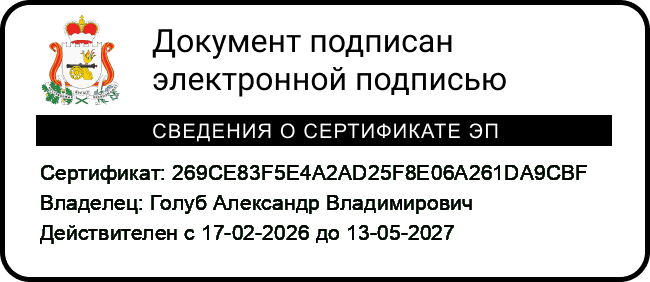 Документ подписан
электронной подписью
СВЕДЕНИЯ О СЕРТИФИКАТЕ ЭП
Сертификат: 269CE83F5E4A2AD25F8E06A261DA9CBF
Владелец: Голуб Александр Владимирович
Действителен с 17-02-2026 до 13-05-2027